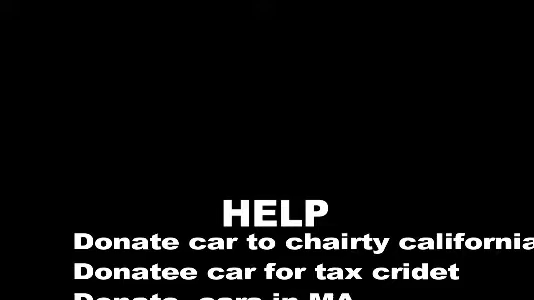 HELP
Donate car to chairty california
Donatee car for tax cridet
Donate cars in MA